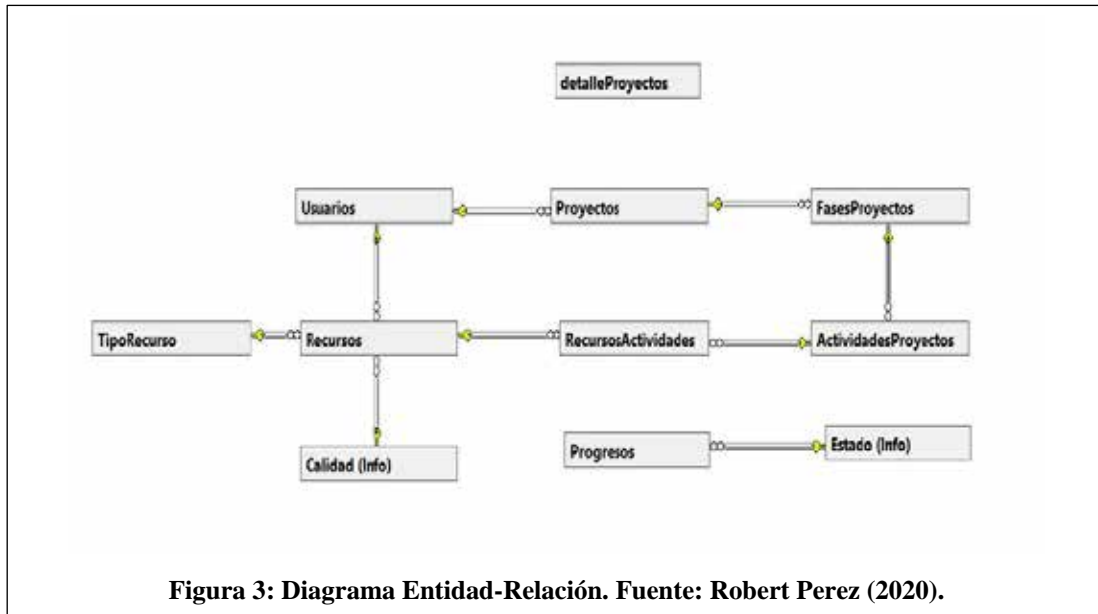 detalleProyectos
Usuarios
Proyectos
FasesProyectos
TipoRecurso
Recursos
RecursosActividades
ActividadesProyectos
Calidad (Info)
Progresos
Estado (Info)
Figura 3: Diagrama Entidad-Relación. Fuente: Robert Perez (2020).